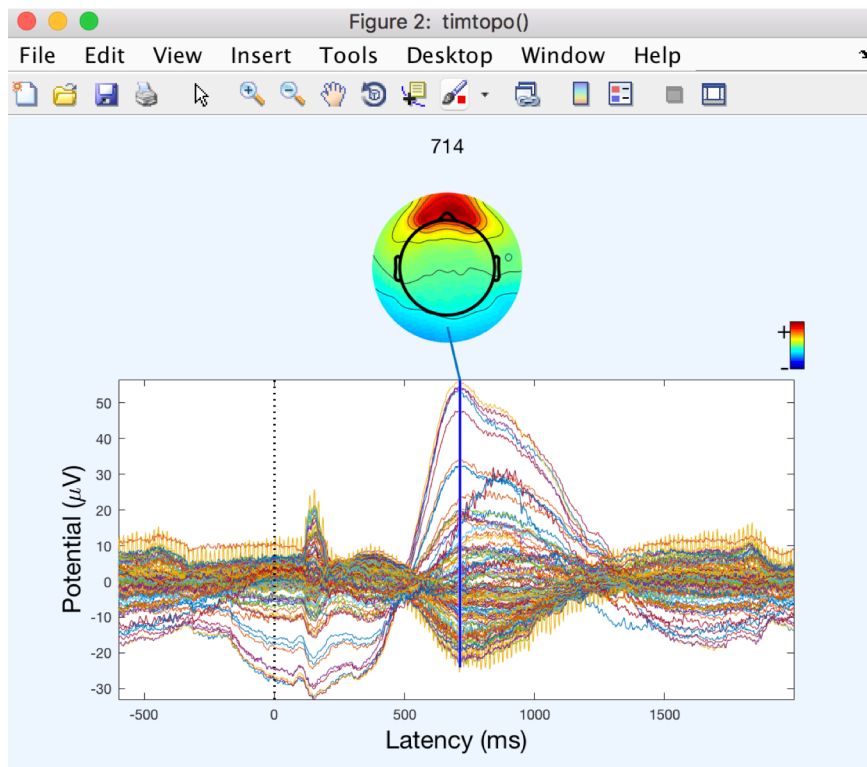 Figure 2: timtopo()
File Edit View Insert Tools Desktop Window Help
714
+
-
50
40
30
20
10
0
-10
-20
-30
Potential (μV)
-500 0 500 1000 1500
Latency (ms)